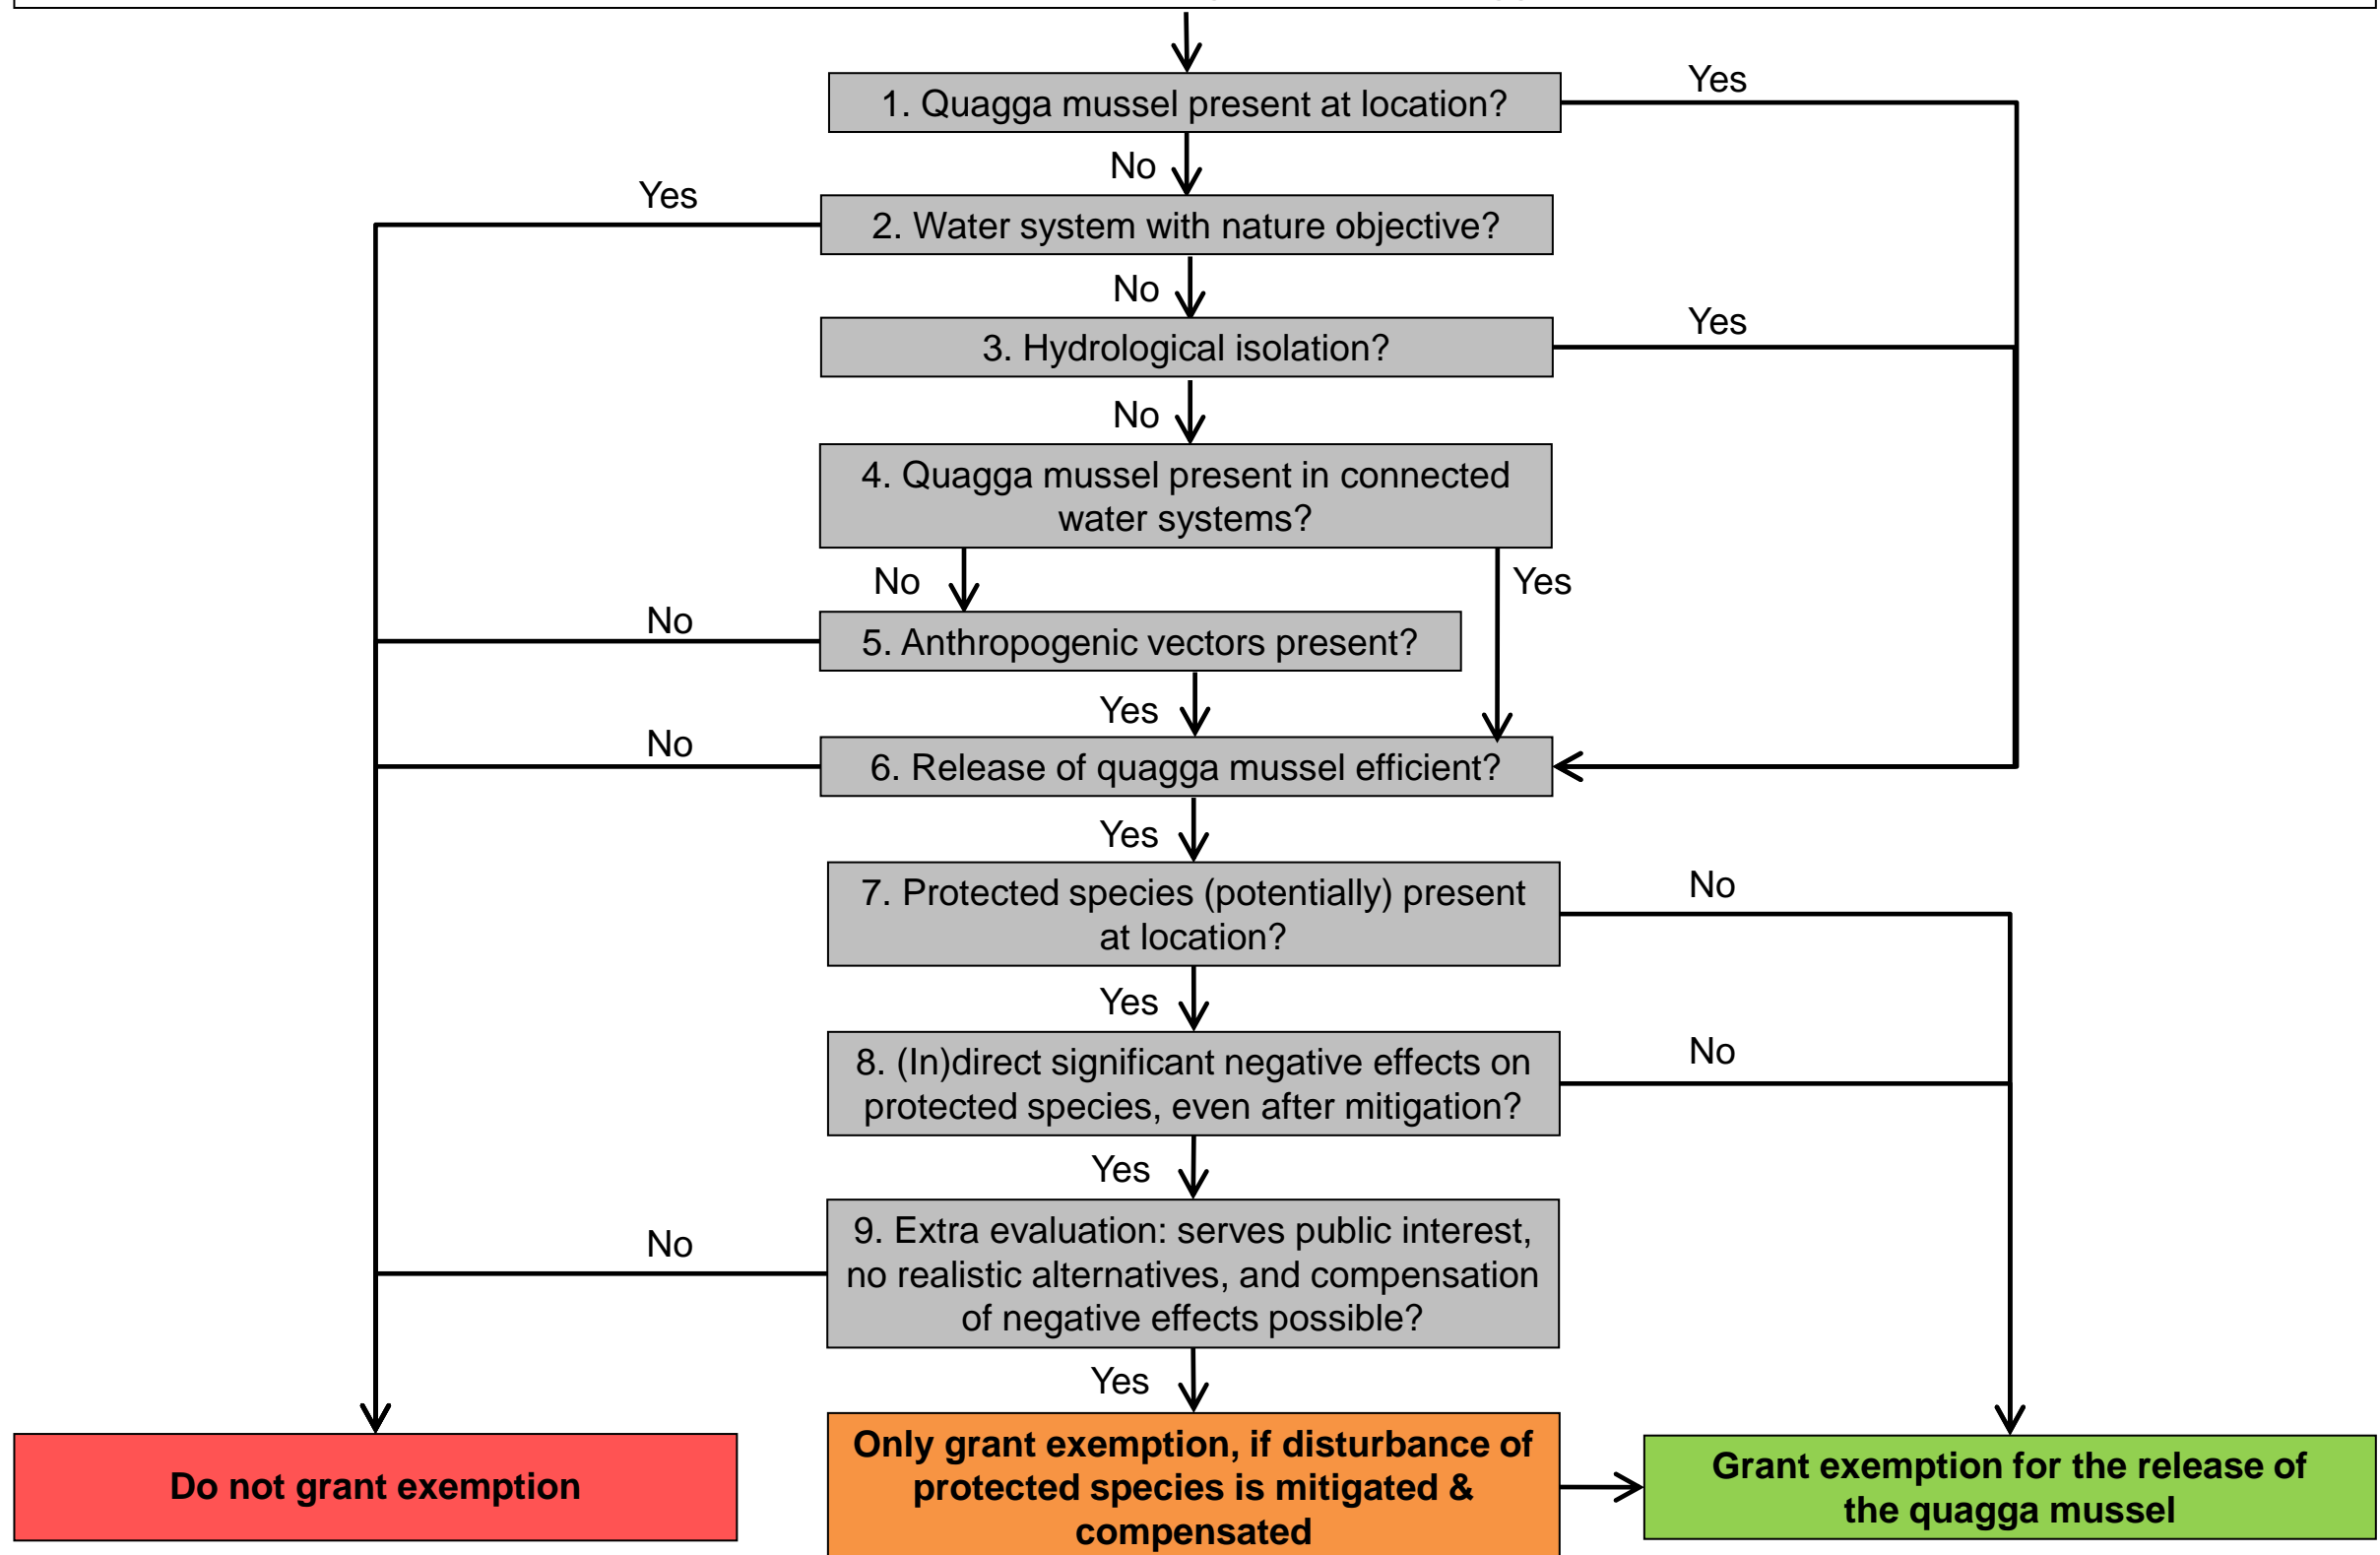 1. Quagga mussel present at location?
Yes
No
Yes
2. Water system with nature objective?
No
Yes
3. Hydrological isolation?
No
4. Quagga mussel present in connected
water systems?
No
Yes
No
5. Anthropogenic vectors present?
Yes
No
6. Release of quagga mussel efficient?
Yes
7. Protected species (potentially) present
at location?
No
Yes
8. (In)direct significant negative effects on
protected species, even after mitigation?
No
Yes
9. Extra evaluation: serves public interest,
no realistic alternatives, and compensation
of negative effects possible?
No
Yes
Do not grant exemption
Only grant exemption, if disturbance of
protected species is mitigated &
compensated
Grant exemption for the release of
the quagga mussel